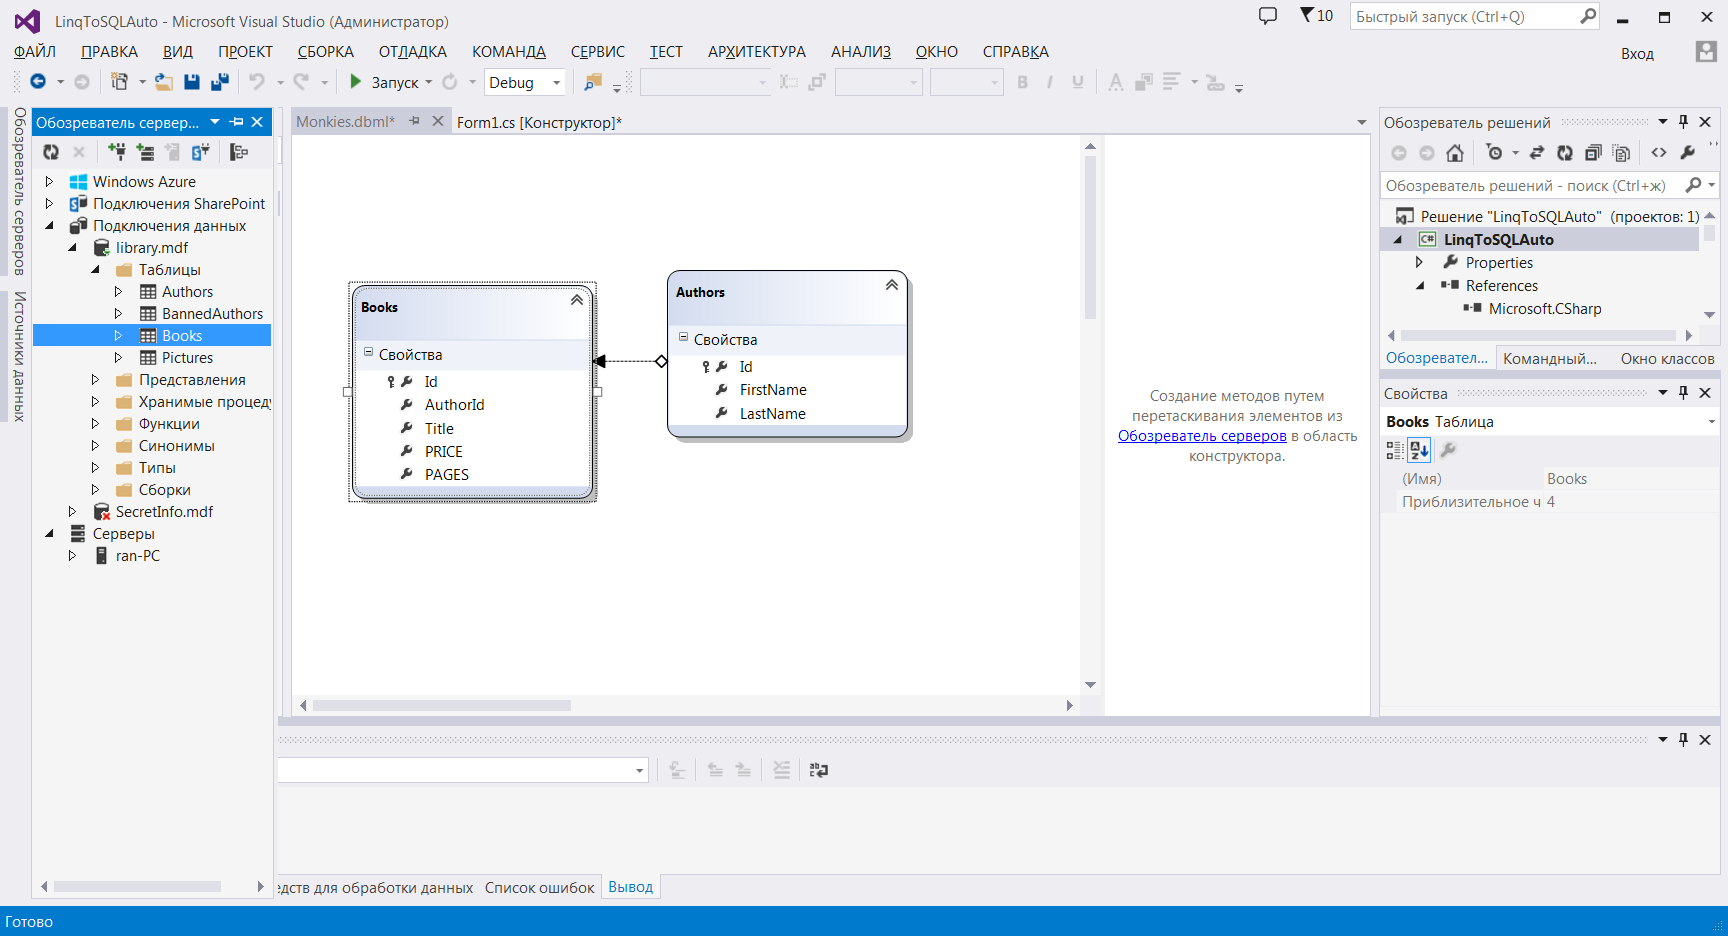 LinqToSQLAuto - Microsoft Visual Studio (Администратор)
10
Быстрый запуск (Ctrl+Q)
ФАЙЛ ПРАВКА ВИД ПРОЕКТ СБОРКА ОТЛАДКА КОМАНДА СЕРВИС ТЕСТ АРХИТЕКТУРА АНАЛИЗ ОКНО СПРАВКА
Вход
Запуск
Debug
B I U A
Обозреватель серверов
Источники данных
Обозреватель сервер...
Windows Azure
Подключения SharePoint
Подключения данных
library.mdf
Таблицы
Authors
BannedAuthors
Books
Pictures
Представления
Хранимые процеду
Функции
Синонимы
Типы
Сборки
SecretInfo.mdf
Серверы
ran-PC
Monkies.dbml*
Form1.cs [Конструктор]*
Books
Свойства
Id
AuthorId
Title
PRICE
PAGES
Authors
Свойства
Id
FirstName
LastName
Создание методов путем
перетаскивания элементов из
Обозреватель серверов в область
конструктора.
Обозреватель решений
Обозреватель решений - поиск (Ctrl+ж)
Решение "LinqToSQLAuto" (проектов: 1)
C# LinqToSQLAuto
Properties
References
Microsoft.CSharp
Обозревател... Командный... Окно классов
Свойства
Books Таблица
(Имя) Books
Приблизительное ч 4
едств для обработки данных Список ошибок Вывод
Готово